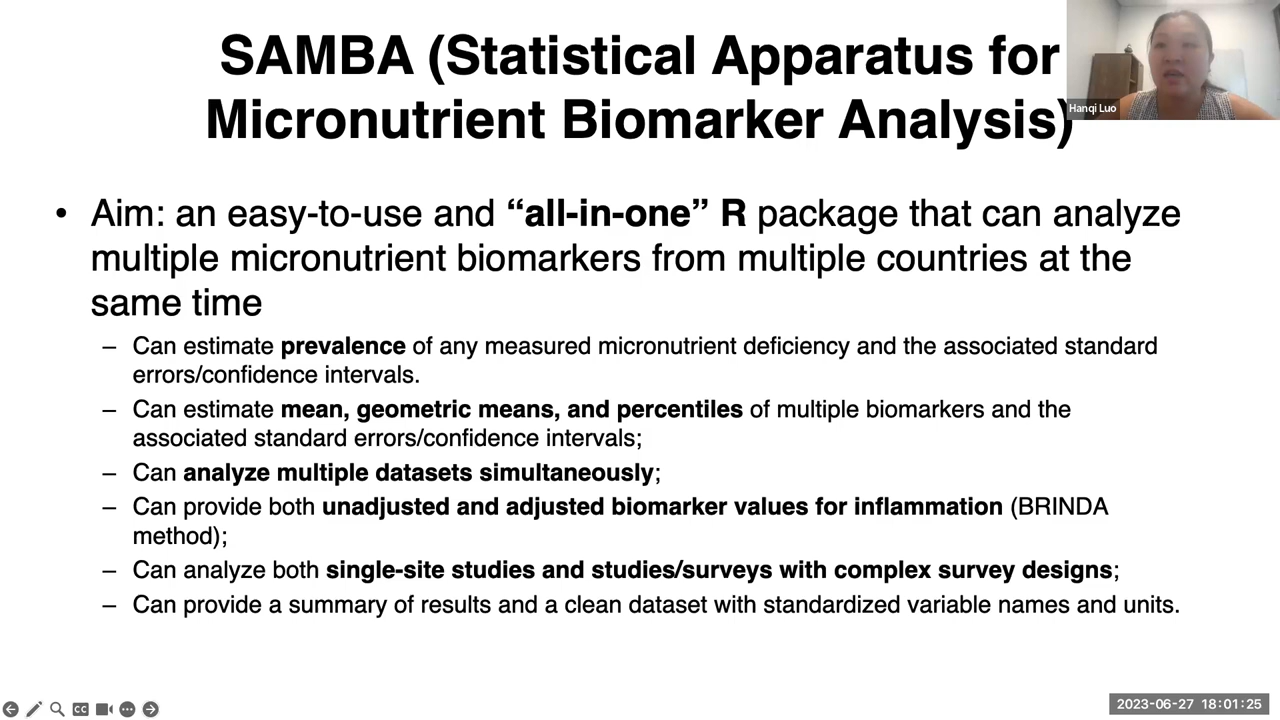 SAMBA (Statistical Apparatus for
Micronutrient Biomarker Analysis)
Hanqi Luo
• Aim: an easy-to-use and “all-in-one” R package that can analyze
multiple micronutrient biomarkers from multiple countries at the
same time
– Can estimate prevalence of any measured micronutrient deficiency and the associated standard
errors/confidence intervals.
– Can estimate mean, geometric means, and percentiles of multiple biomarkers and the
associated standard errors/confidence intervals;
– Can analyze multiple datasets simultaneously;
– Can provide both unadjusted and adjusted biomarker values for inflammation (BRINDA
method);
– Can analyze both single-site studies and studies/surveys with complex survey designs;
– Can provide a summary of results and a clean dataset with standardized variable names and units.
CC
2023-06-27 18:01:25